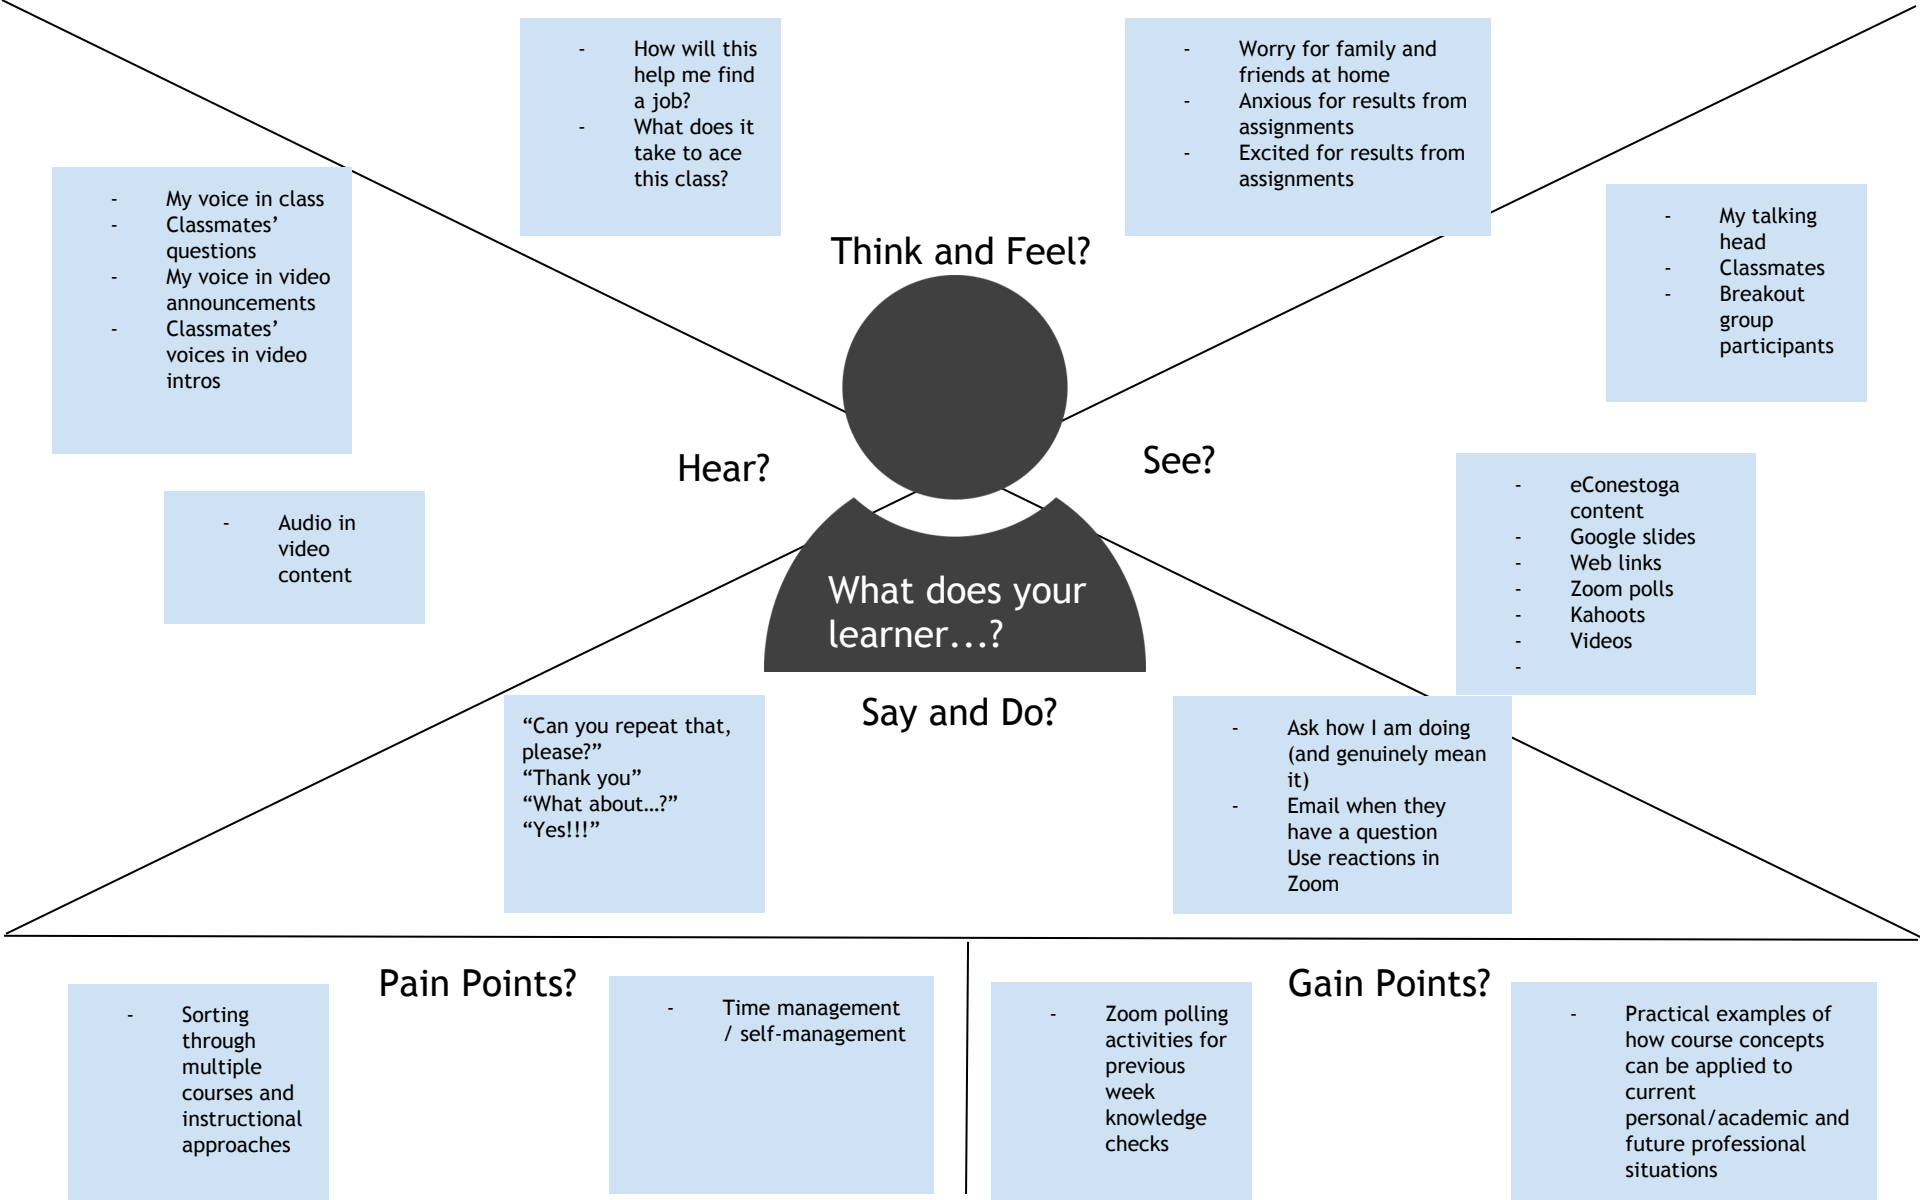 - How will this
help me find
a job?
- What does it
take to ace
this class?
- Worry for family and
friends at home
- Anxious for results from
assignments
- Excited for results from
assignments
Think and Feel?
- My voice in class
- Classmates’
questions
- My voice in video
announcements
- Classmates’
voices in video
intros
- Audio in
video
content
Hear?
See?
- My talking
head
- Classmates
- Breakout
group
participants
- eConestoga
content
- Google slides
- Web links
- Zoom polls
- Kahoots
- Videos
-
What does your
learner...?
Say and Do?
“Can you repeat that,
please?”
“Thank you”
“What about…?”
“Yes!!!”
- Ask how I am doing
(and genuinely mean
it)
- Email when they
have a question
Use reactions in
Zoom
Pain Points?
- Sorting
through
multiple
courses and
instructional
approaches
- Time management
/ self-management
Gain Points?
- Zoom polling
activities for
previous
week
knowledge
checks
- Practical examples of
how course concepts
can be applied to
current
personal/academic and
future professional
situations